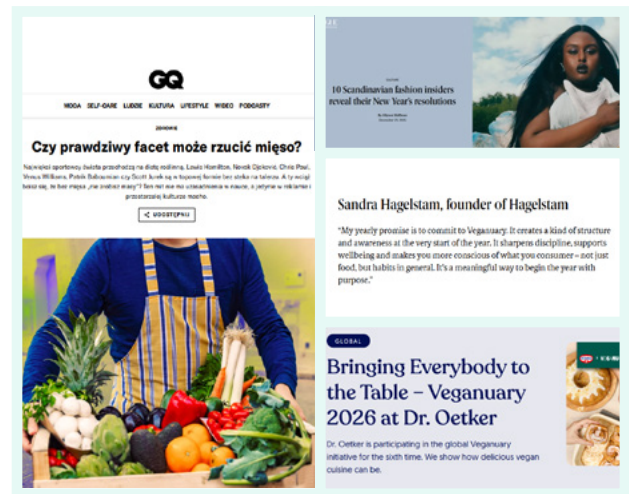 GQ
MODA SELF-CARE LUDZIE KULTURA LIFESTYLE WIDEO PODCASTY
ZDROWIE
Czy prawdziwy facet może rzucić mięso?
Najwięksi sportowcy świata przechodzą na dietę roślinną. Lewis Hamilton, Novak Djokovic, Chris Paul,
Venus Williams, Patrik Baboumian czy Scott Jurek są w topowej formie bez steka na talerzu. A ty wciąż
boisz się, że bez mięsa „nie zrobisz masy"? Ten mit nie ma uzasadnienia w nauce, a jedynie w reklamie i
przestarzałej kulturze macho.
UDOSTĘPNIJ
10 Scandinavian fashion insiders
reveal their New Year's resolutions
Sandra Hagelstam, founder of Hagelstam
"My yearly promise is to commit to Veganuary. It creates a kind of structure
and awareness at the very start of the year. It sharpens discipline, supports
wellbeing and makes you more conscious of what you consume – not just
food, but habits in general. It's a meaningful way to begin the year with
purpose."
GLOBAL
Bringing Everybody to
the Table – Veganuary
2026 at Dr. Oetker
Dr. Oetker is participating in the global Veganuary
initiative for the sixth time. We show how delicious vegan
cuisine can be.